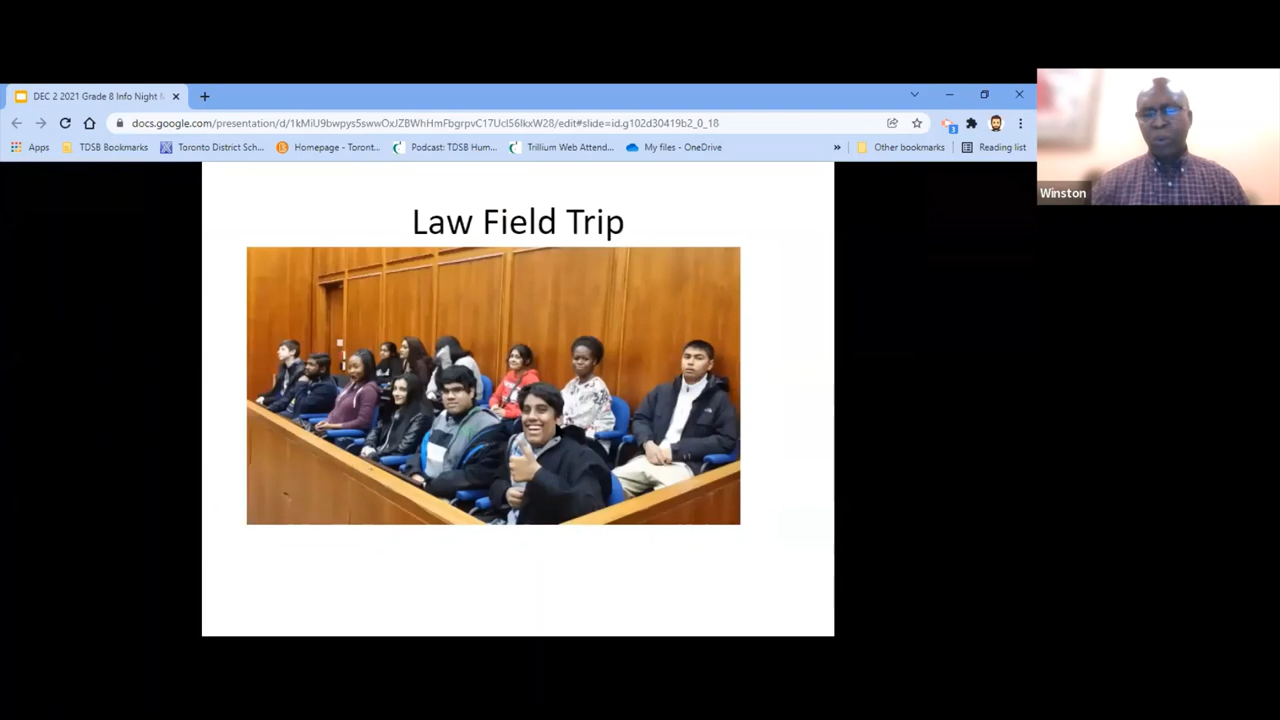 DEC 2 2021 Grade 8 Info Night
docs.google.com/presentation/d/1kMiU9bwpys5swwOxJZBWhHmFbgrpvC17UcI56IkxW28/edit#slide=id.g102d30419b2_0_18
3
Apps TDSB Bookmarks Toronto District Sch... Homepage - Toront... Podcast: TDSB Hum... Trillium Web Attend... My files - OneDrive » Other bookmarks Reading list
Winston
Law Field Trip